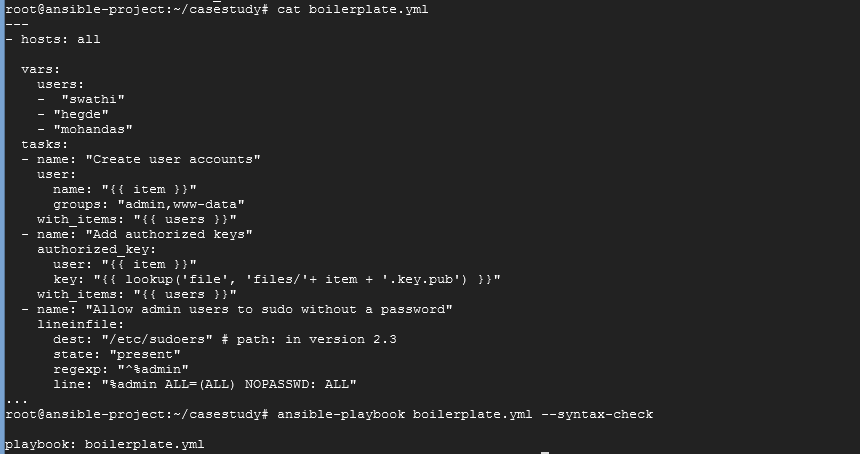 root@ansible-project:~/casestudy# cat boilerplate.yml
---
- hosts: all

  vars:
    users:
    -  "swathi"
    - "hegde"
    - "mohandas"
  tasks:
  - name: "Create user accounts"
    user:
      name: "{{ item }}"
      groups: "admin,www-data"
    with_items: "{{ users }}"
  - name: "Add authorized keys"
    authorized_key:
      user: "{{ item }}"
      key: "{{ lookup('file', 'files/'+ item + '.key.pub') }}"
    with_items: "{{ users }}"
  - name: "Allow admin users to sudo without a password"
    lineinfile:
      dest: "/etc/sudoers" # path: in version 2.3
      state: "present"
      regexp: "^%admin"
      line: "%admin ALL=(ALL) NOPASSWD: ALL"
...
root@ansible-project:~/casestudy# ansible-playbook boilerplate.yml --syntax-check

playbook: boilerplate.yml